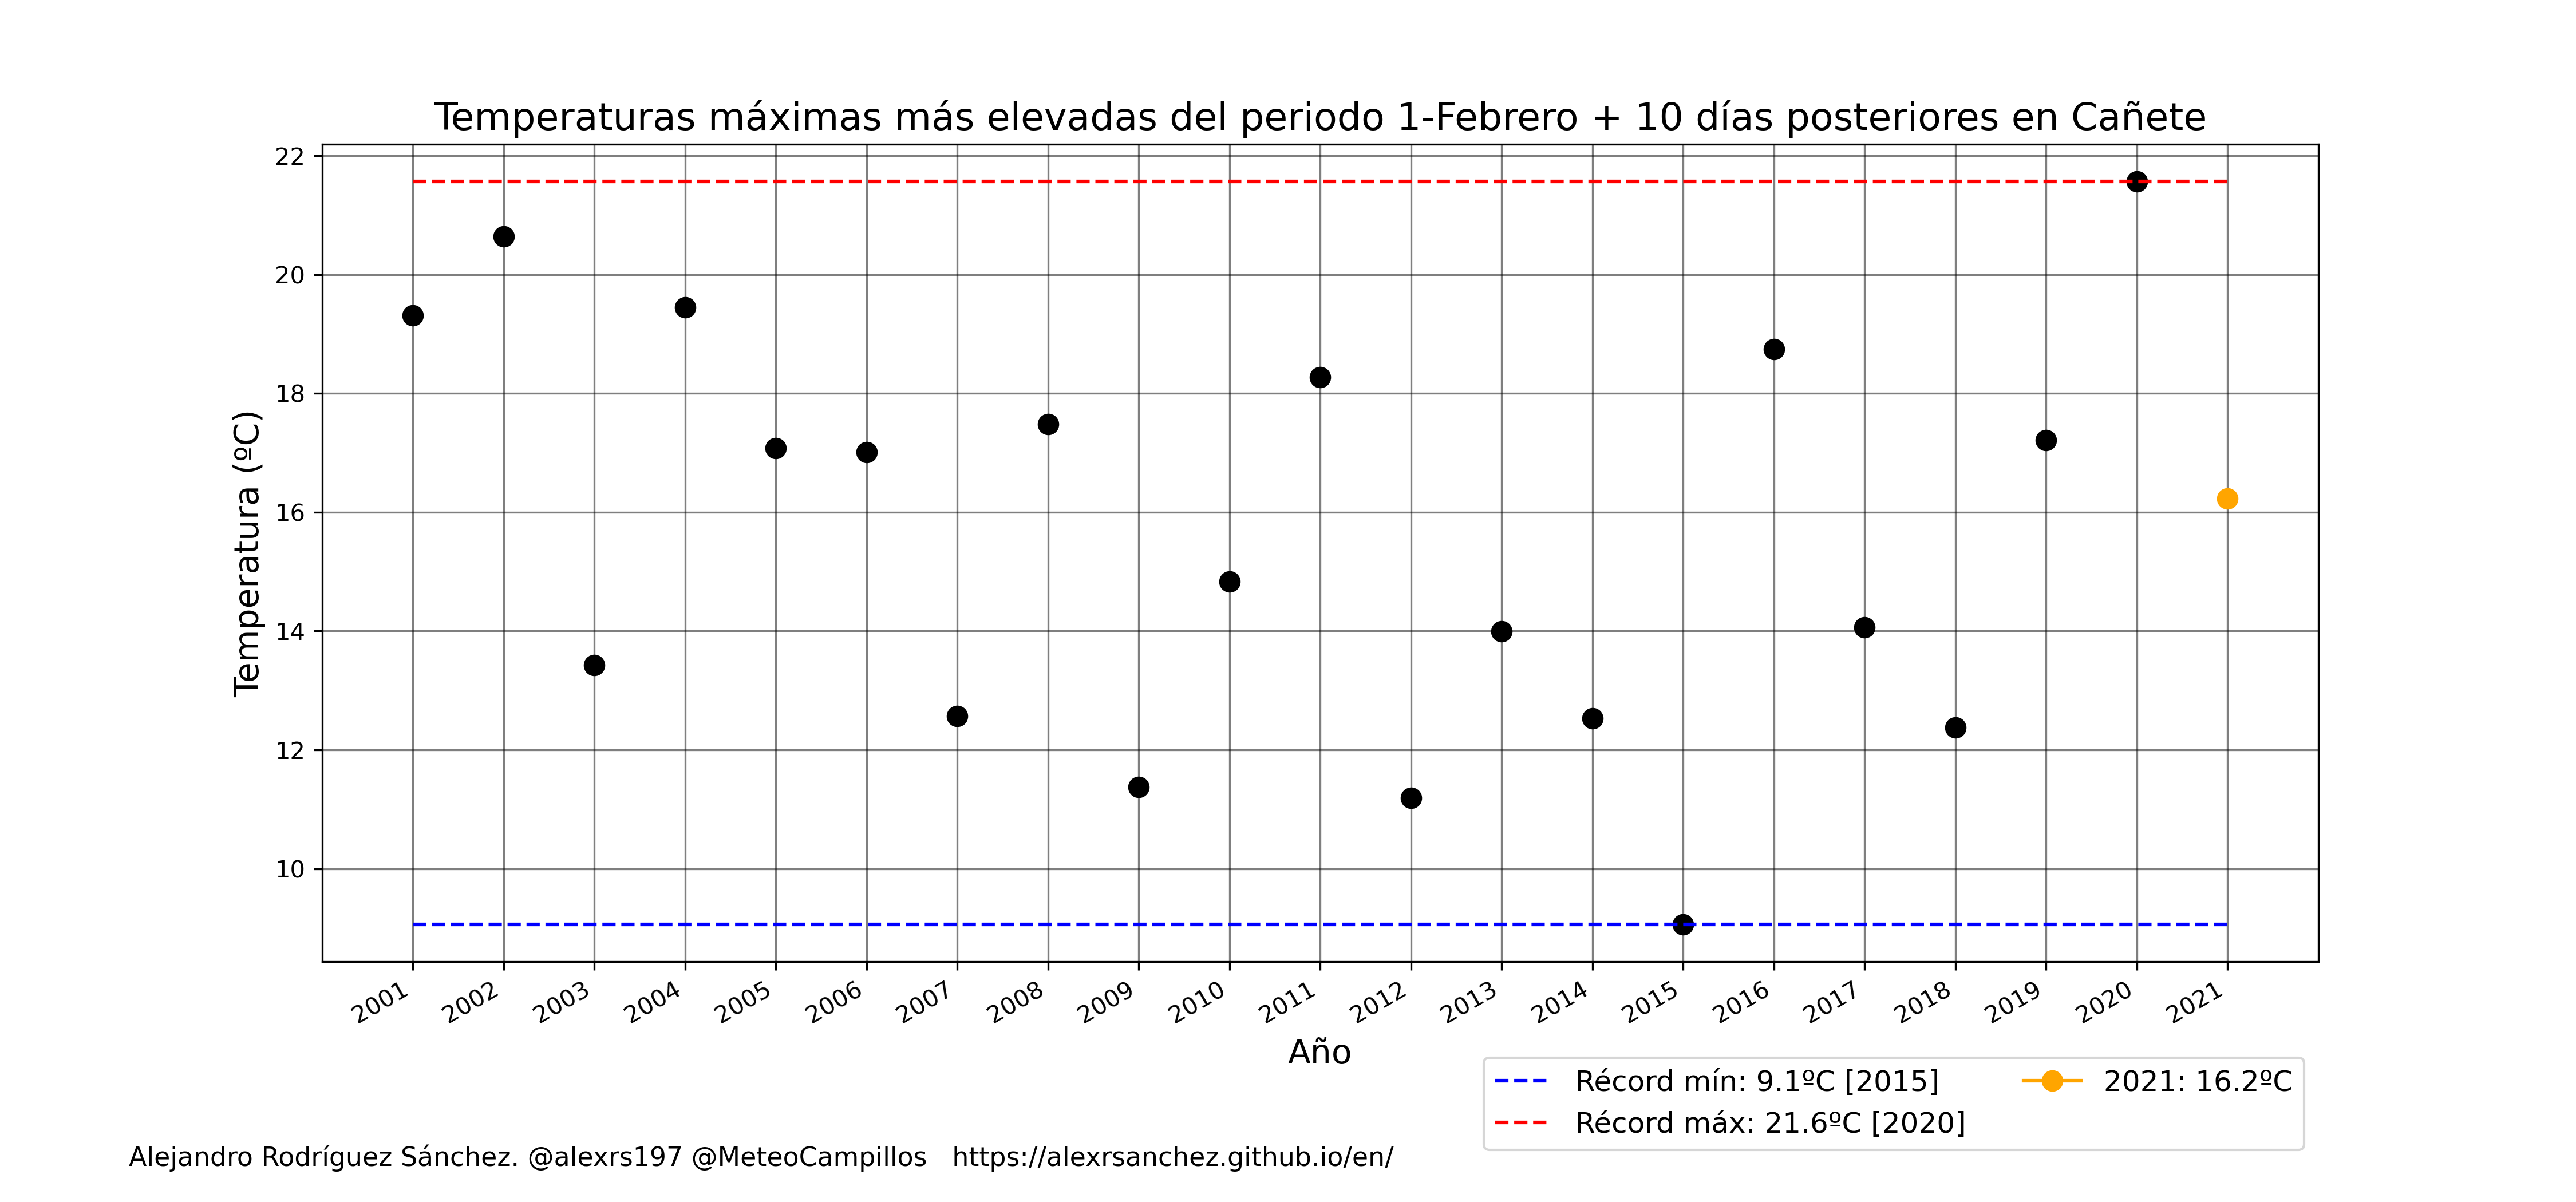 Temperaturas máximas más elevadas del periodo 1-Febrero + 10 días posteriores en Cañete
Temperatura (ºC)
22
20
18
16
14
12
10
2001 2002 2003 2004 2005 2006 2007 2008 2009 2010 2011 2012 2013 2014 2015 2016 2017 2018 2019 2020 2021
Año
Récord mín: 9.1ºC [2015]
Récord máx: 21.6ºC [2020]
2021: 16.2ºC
Alejandro Rodríguez Sánchez. @alexrs197 @MeteoCampillos https://alexrsanchez.github.io/en/